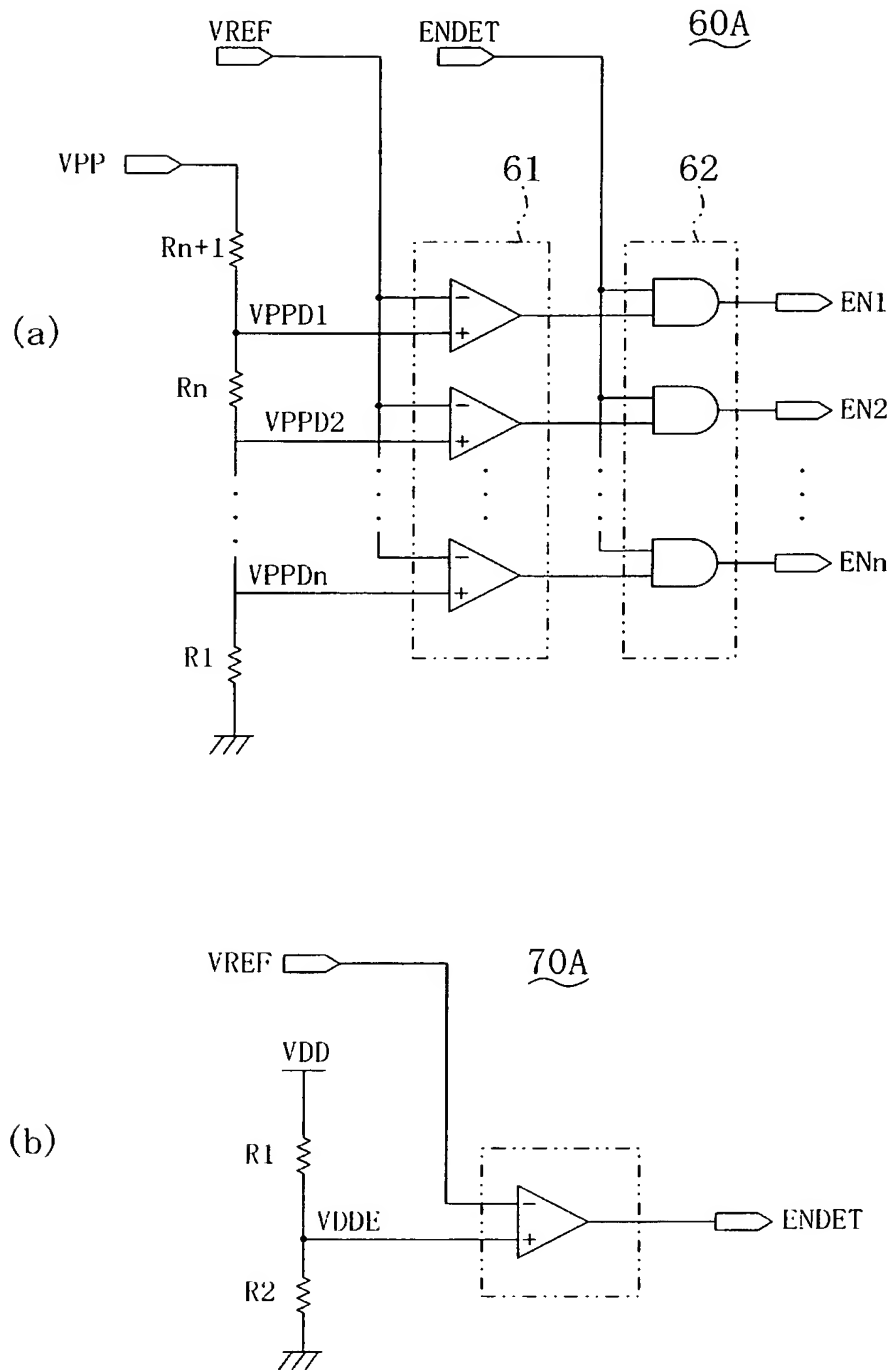 60A
VREF
ENDET
VPP
61
62
Rn+1
-
EN1
VPPD1
+
(a)
Rn
-
EN2
VPPD2
+
-
ENn
VPPDn
+
R1
VREF
70A
VDD
(b)
R1
-
VDDE
+
ENDET
R2